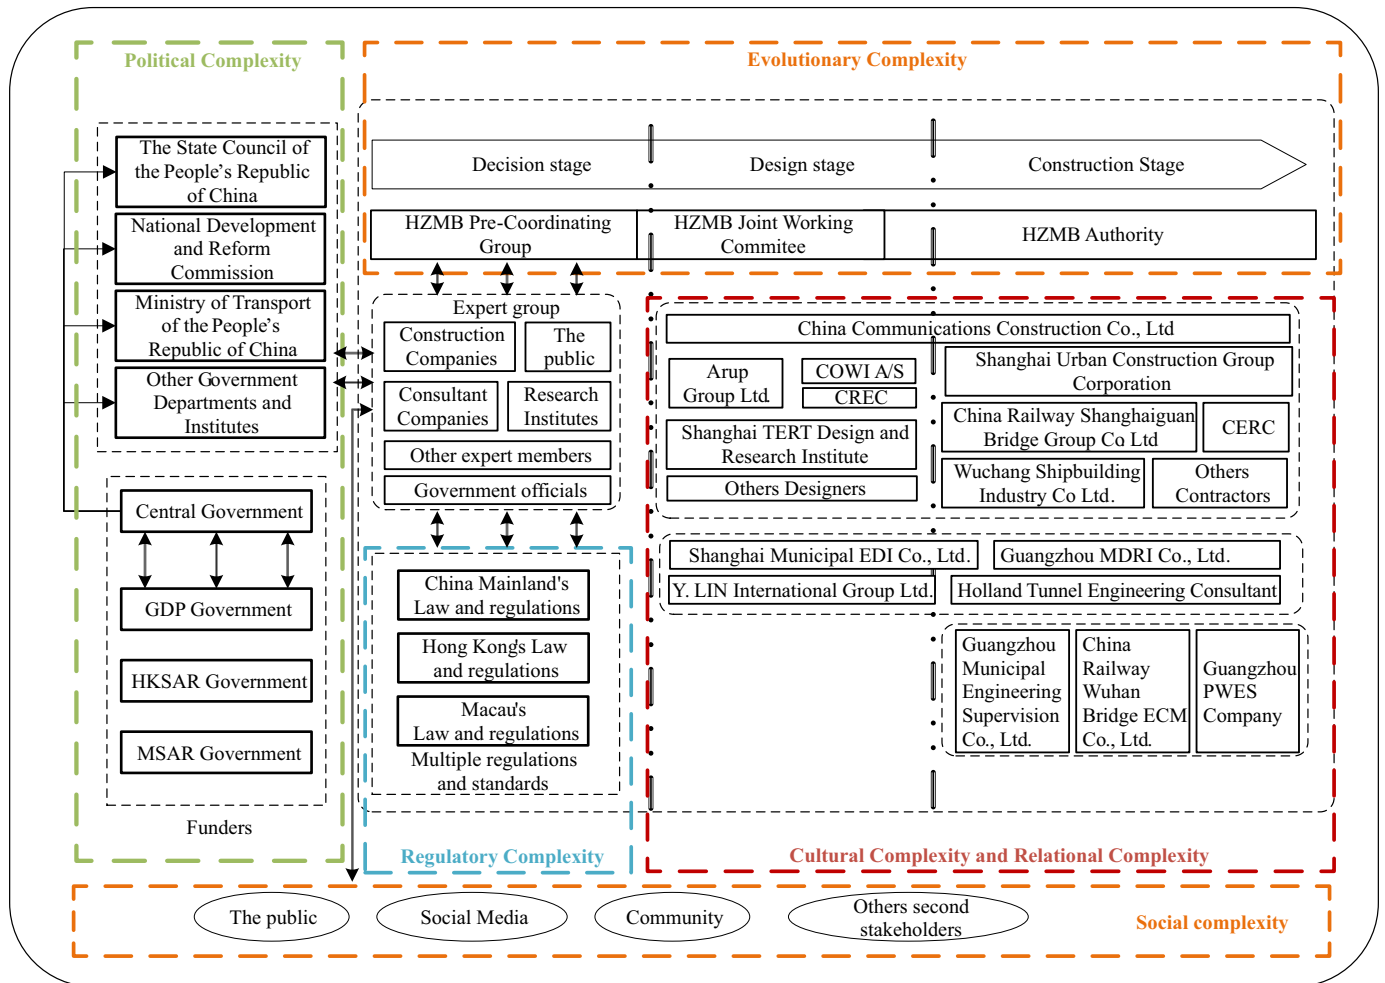 Political Complexity
Evolutionary Complexity
The State Council of
the People's Republic
of China
National Development
and Reform
Commission
Ministry of Transport
of the People's
Republic of China
Other Government
Departments and
Institutes
Central Government
GDP Government
HKSAR Government
MSAR Government
Funders
Decision stage
Design stage
Construction Stage
HZMB Pre-Coordinating
Group
HZMB Joint Working
Commitee
HZMB Authority
Expert group
Construction
Companies
The
public
Consultant
Companies
Research
Institutes
Other expert members
Government officials
China Mainland's
Law and regulations
Hong Kong's Law
and regulations
Macau's
Law and regulations
Multiple regulations
and standards
Regulatory Complexity
China Communications Construction Co., Ltd
Arup
Group Ltd.
COWI A/S
CREC
Shanghai TERT Design and
Research Institute
Others Designers
Shanghai Urban Construction Group
Corporation
China Railway Shanghaiguan
Bridge Group Co Ltd
CERC
Wuchang Shipbuilding
Industry Co Ltd.
Others
Contractors
Shanghai Municipal EDI Co., Ltd.
Guangzhou MDRI Co., Ltd.
Y. LIN International Group Ltd.
Holland Tunnel Engineering Consultant
Guangzhou
Municipal
Engineering
Supervision
Co., Ltd.
China
Railway
Wuhan
Bridge ECM
Co., Ltd.
Guangzhou
PWES
Company
Cultural Complexity and Relational Complexity
The public
Social Media
Community
Others second
stakeholders
Social complexity